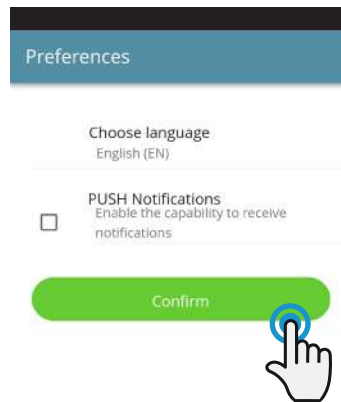 Preferences
Choose language
English (EN)
PUSH Notifications
Enable the capability to receive
notifications
Confirm